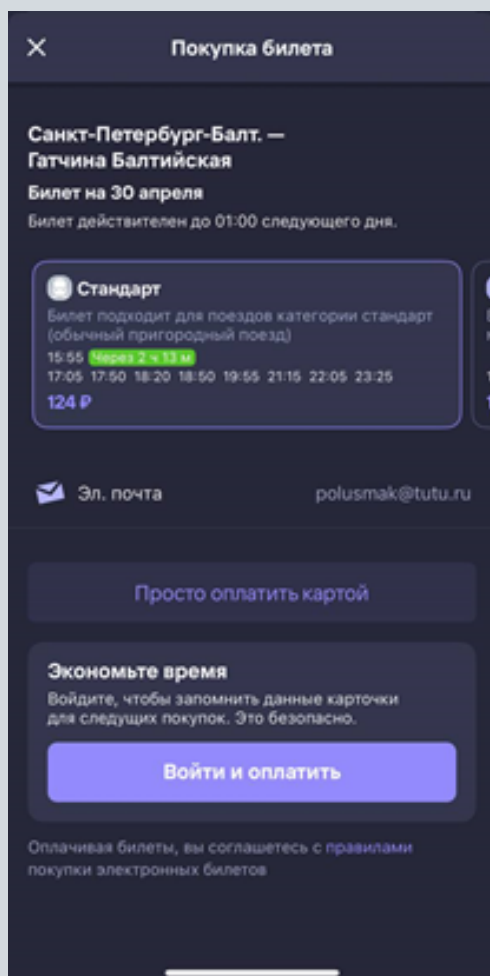 Покупка билета
Санкт-Петербург-Балт. —
Гатчина Балтийская
Билет на 30 апреля
Билет действителен до 01:00 следующего дня.
Стандарт
Билет подходит для поездов категории стандарт
(обычный пригородный поезд)
15:55 Через 2 ч 13 м
17:05 17:50 18:20 18:50 19:55 21:15 22:05 23:25
124 ₽
Эл. почта polusmak@tutu.ru
Просто оплатить картой
Экономьте время
Войдите, чтобы запомнить данные карточки
для следущих покупок. Это безопасно.
Войти и оплатить
Оплачивая билеты, вы соглашетесь с правилами
покупки электронных билетов